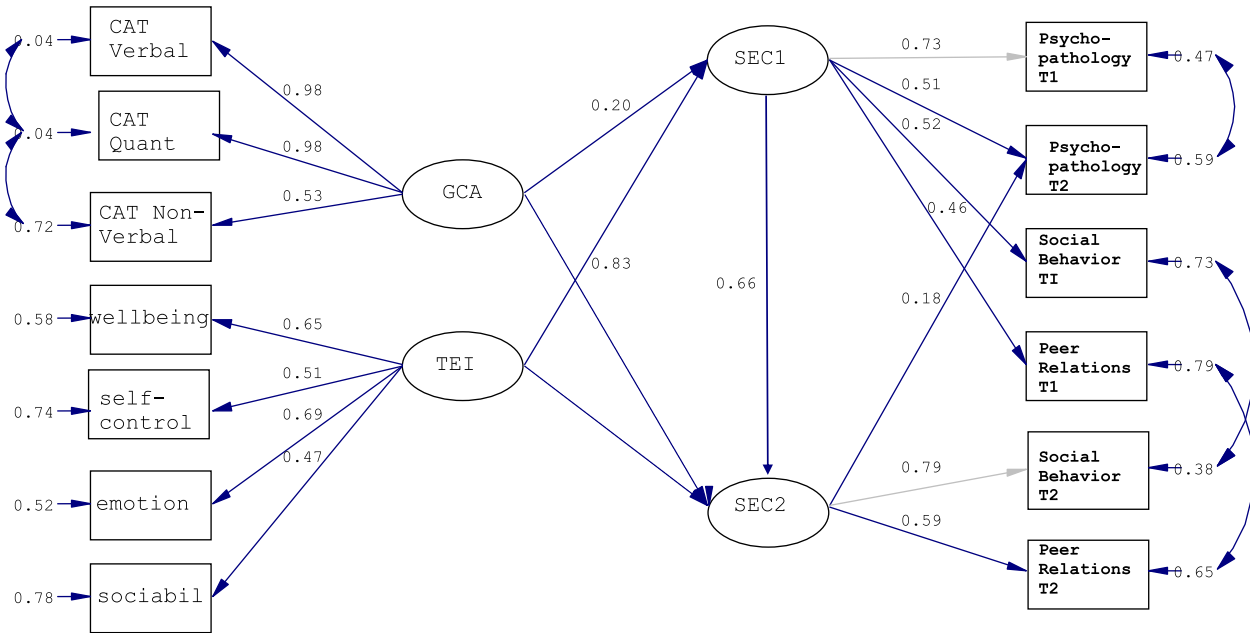 CAT
Verbal
0.04
CAT
Quant
0.04
CAT Non-
Verbal
0.72
wellbeing
0.58
self-
control
0.74
emotion
0.52
sociabil
0.78
0.98
0.98
0.53
0.65
0.51
0.69
0.47
GCA
TEI
0.20
0.83
SEC1
0.66
SEC2
0.73
0.51
0.52
0.46
0.18
0.79
0.59
Psycho-
pathology
T1
0.47
Psycho-
pathology
T2
0.59
Social
Behavior
TI
0.73
Peer
Relations
T1
0.79
Social
Behavior
T2
0.38
Peer
Relations
T2
0.65